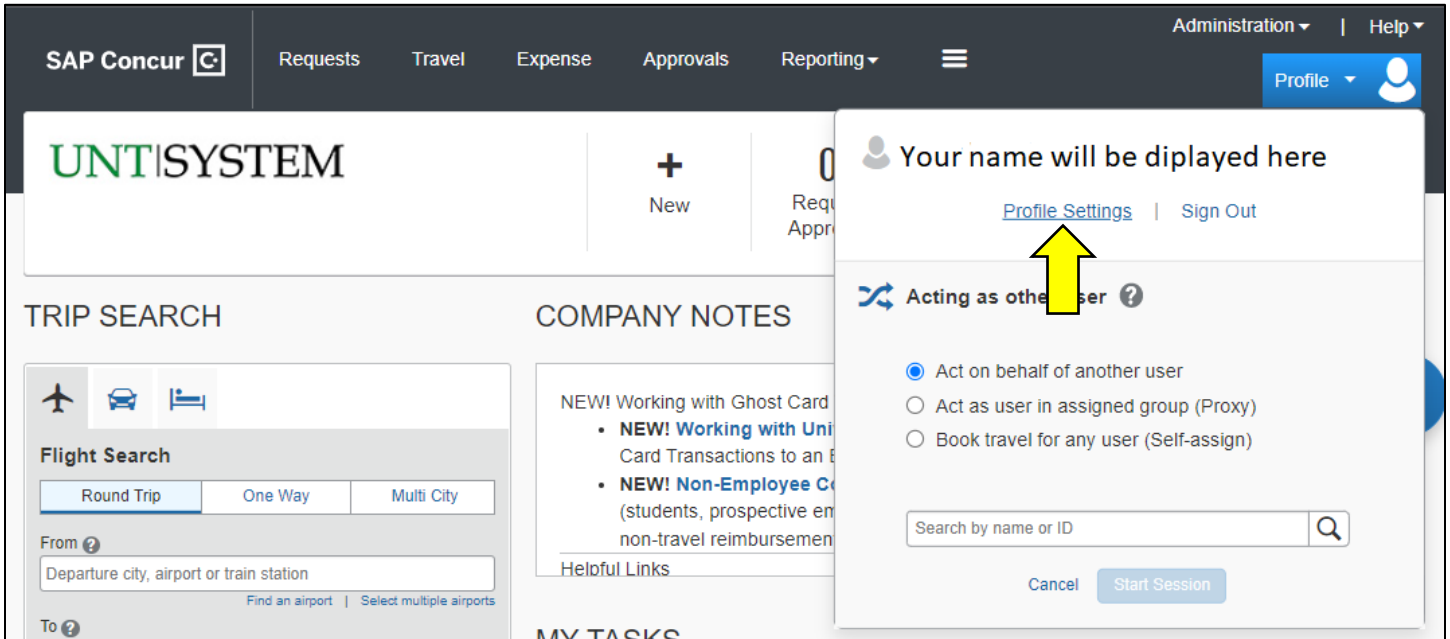 Administration | Help
SAP Concur C Requests Travel Expense Approvals Reporting
Profile
UNT|SYSTEM
+
New
0
Requ
Appr
Your name will be diplayed here
Profile Settings | Sign Out
Acting as othe ser ?
Act on behalf of another user
Act as user in assigned group (Proxy)
Book travel for any user (Self-assign)
Search by name or ID
Cancel Start Session
TRIP SEARCH
Flight Search
Round Trip One Way Multi City
From ?
Departure city, airport or train station
Find an airport | Select multiple airports
To ?
COMPANY NOTES
NEW! Working with Ghost Card
• NEW! Working with Uni
Card Transactions to an E
• NEW! Non-Employee Co
(students, prospective em
non-travel reimbursemen
Helpful Links
MY TASKS